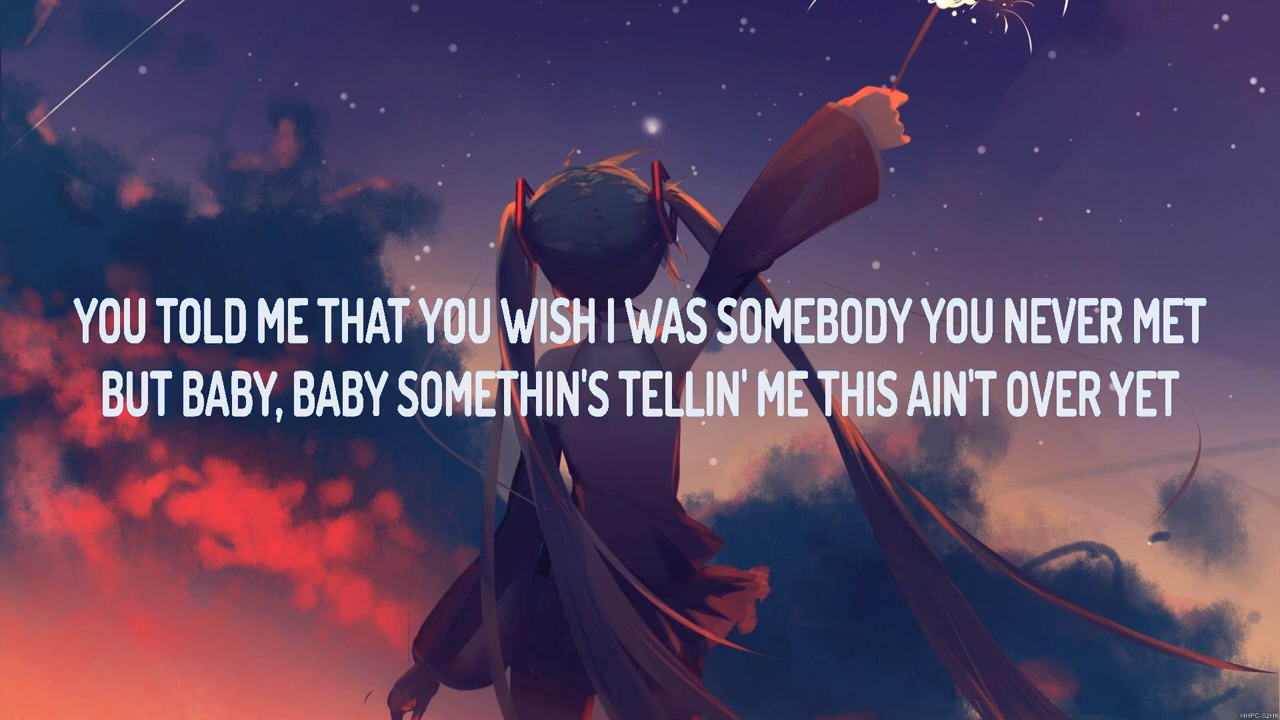 YOU TOLD ME THAT YOU WISH I WAS SOMEBODY YOU NEVER MET
BUT BABY, BABY SOMETHIN'S TELLIN' ME THIS AIN'T OVER YET